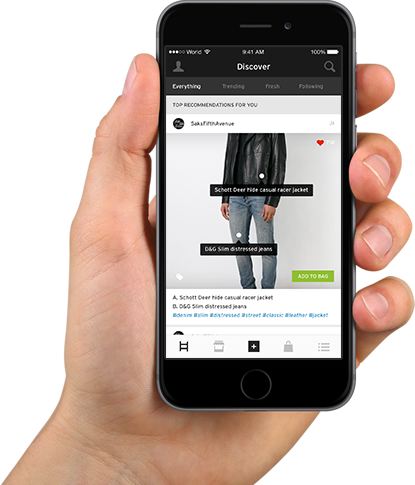 World
9:41 AM
100%
Discover
Everything Trending Fresh Following
TOP RECOMMENDATIONS FOR YOU
SaksFifthAvenue
Schott Deer hide casual racer jacket
D&G Slim distressed jeans
ADD TO BAG
A. Schott Deer hide casual racer jacket
B. D&G Slim distressed jeans
#denim #slim #distressed #street #classic #leather #jacket